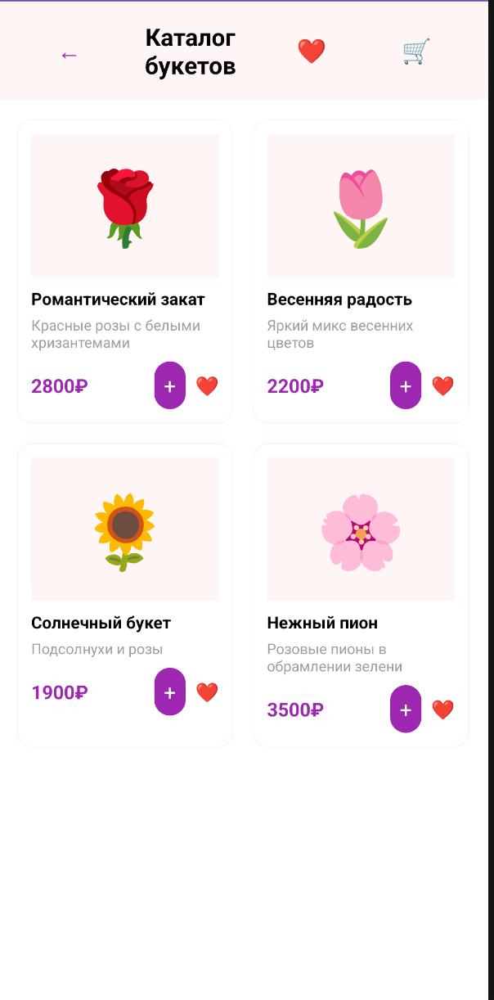 ←
Каталог
букетов
Романтический закат
Красные розы с белыми
хризантемами
2800₽
+
Весенняя радость
Яркий микс весенних
цветов
2200₽
+
Солнечный букет
Подсолнухи и розы
1900₽
+
Нежный пион
Розовые пионы в
обрамлении зелени
3500₽
+